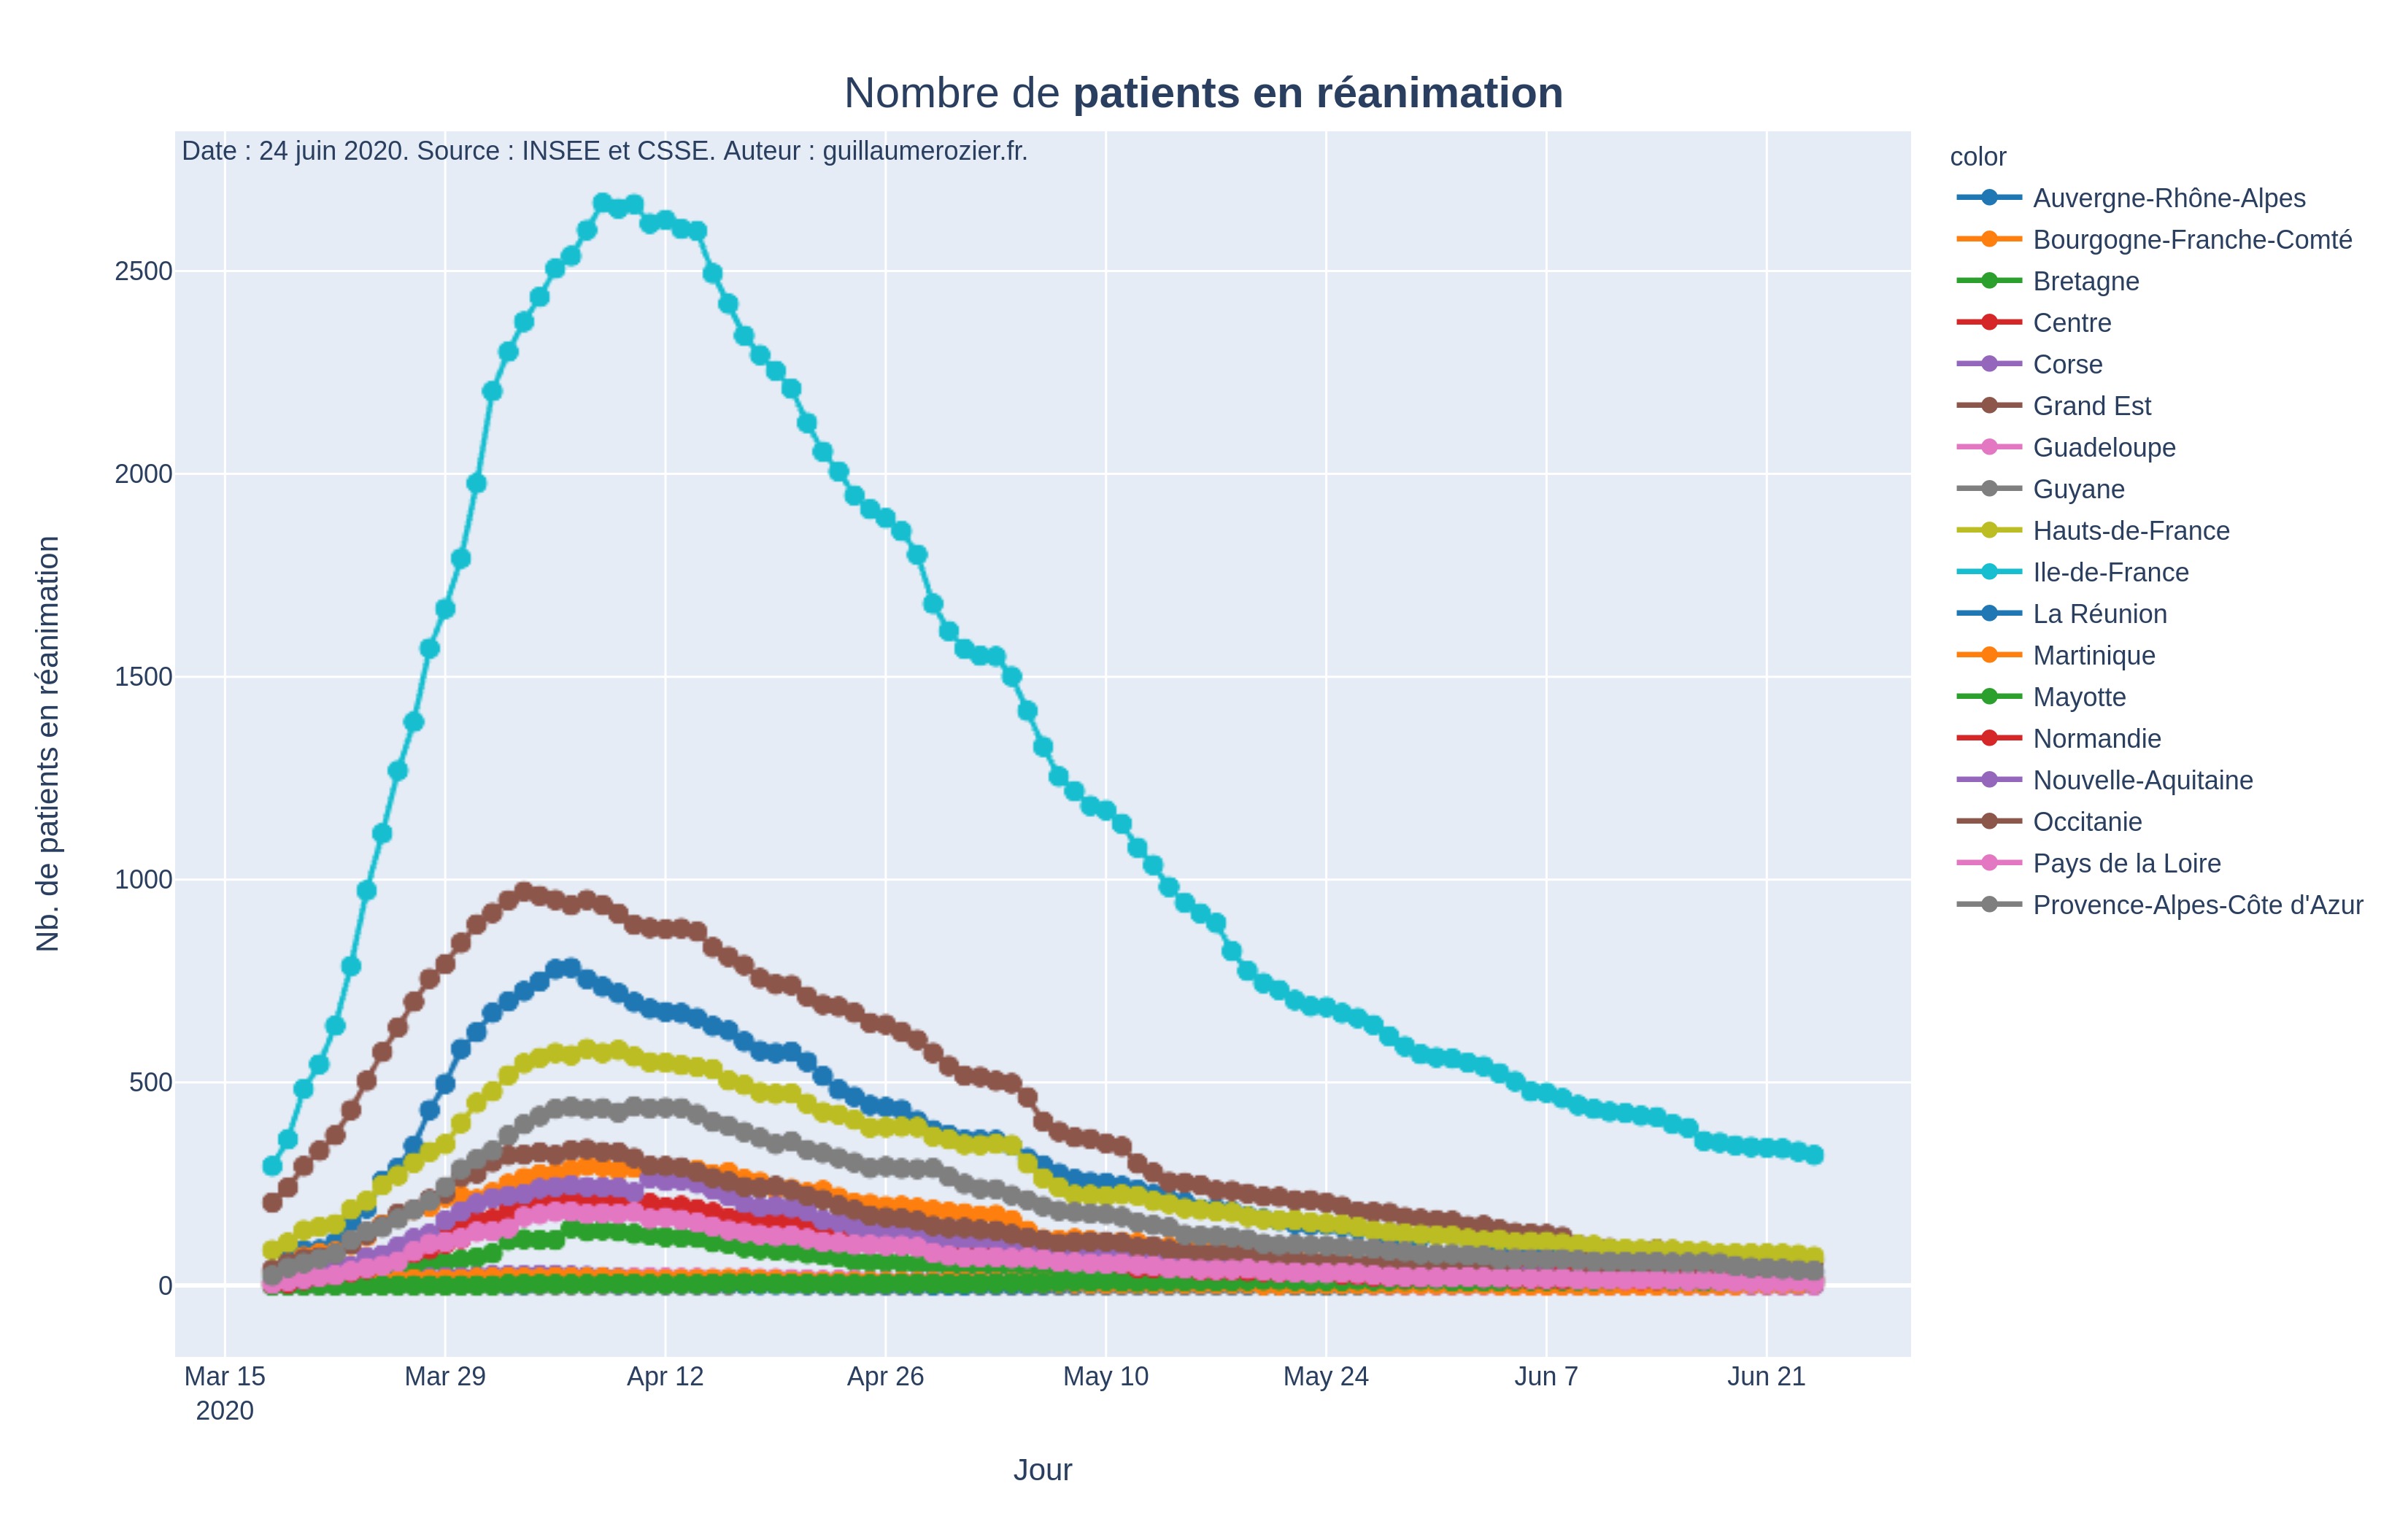 Nombre de patients en réanimation
Date : 24 juin 2020. Source : INSEE et CSSE. Auteur : guillaumerozier.fr.
color
Auvergne-Rhône-Alpes
Bourgogne-Franche-Comté
Bretagne
Centre
Corse
Grand Est
Guadeloupe
Guyane
Hauts-de-France
Ile-de-France
La Réunion
Martinique
Mayotte
Normandie
Nouvelle-Aquitaine
Occitanie
Pays de la Loire
Provence-Alpes-Côte d'Azur
Nb. de patients en réanimation
2500
2000
1500
1000
500
0
Mar 15
2020
Mar 29
Apr 12
Apr 26
May 10
May 24
Jun 7
Jun 21
Jour